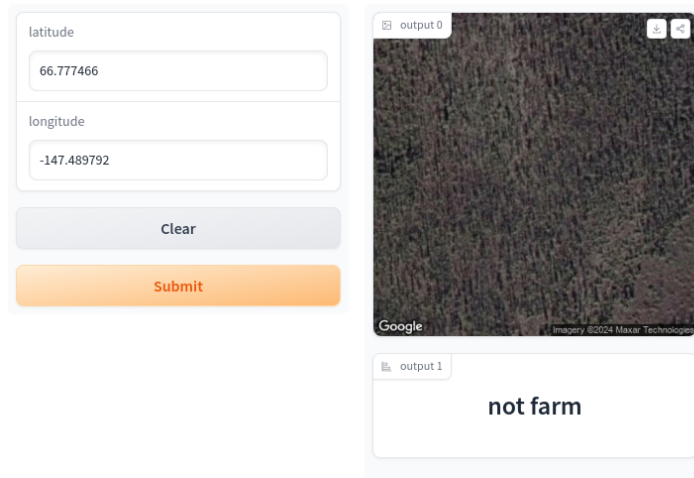 latitude
66.777466
longitude
-147.489792
Clear
Submit
output 0
Google
Imagery ©2024 Maxar Technologies
output 1
not farm